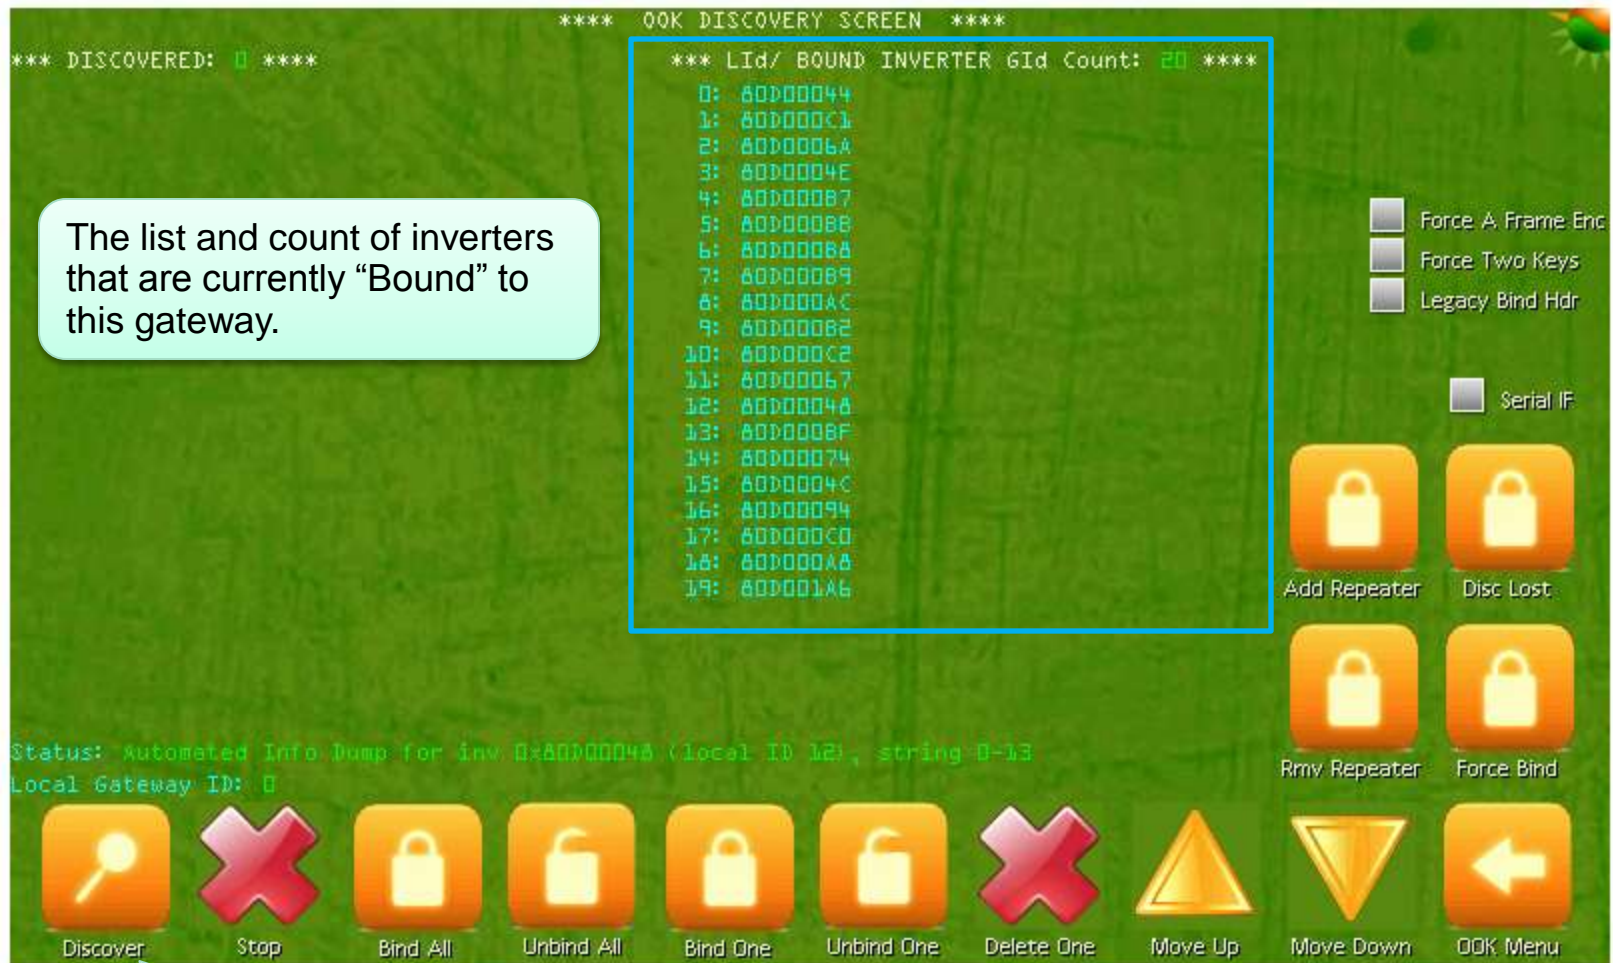 **** OOK DISCOVERY SCREEN ****
*** DISCOVERED: 0 ****
*** LId/ BOUND INVERTER GId Count: 20 ****
0: 80D00044
1: 80D000C1
2: 80D0006A
3: 80D0004E
4: 80D000B7
5: 80D000BB
6: 80D000B8
7: 80D000B9
8: 80D000AC
9: 80D000B2
10: 80D000C2
11: 80D00067
12: 80D00048
13: 80D000BF
14: 80D00074
15: 80D0004C
16: 80D00094
17: 80D000C0
18: 80D000A8
19: 80D001A6
The list and count of inverters
that are currently “Bound” to
this gateway.
Force A Frame Enc
Force Two Keys
Legacy Bind Hdr
Serial IF
Add Repeater
Disc Lost
Rmv Repeater
Force Bind
Status: Automated Info Dump for inv 0x80D00048 (local ID 12), string 0-13
Local Gateway ID: 0
Discover
Stop
Bind All
Unbind All
Bind One
Unbind One
Delete One
Move Up
Move Down
OOK Menu